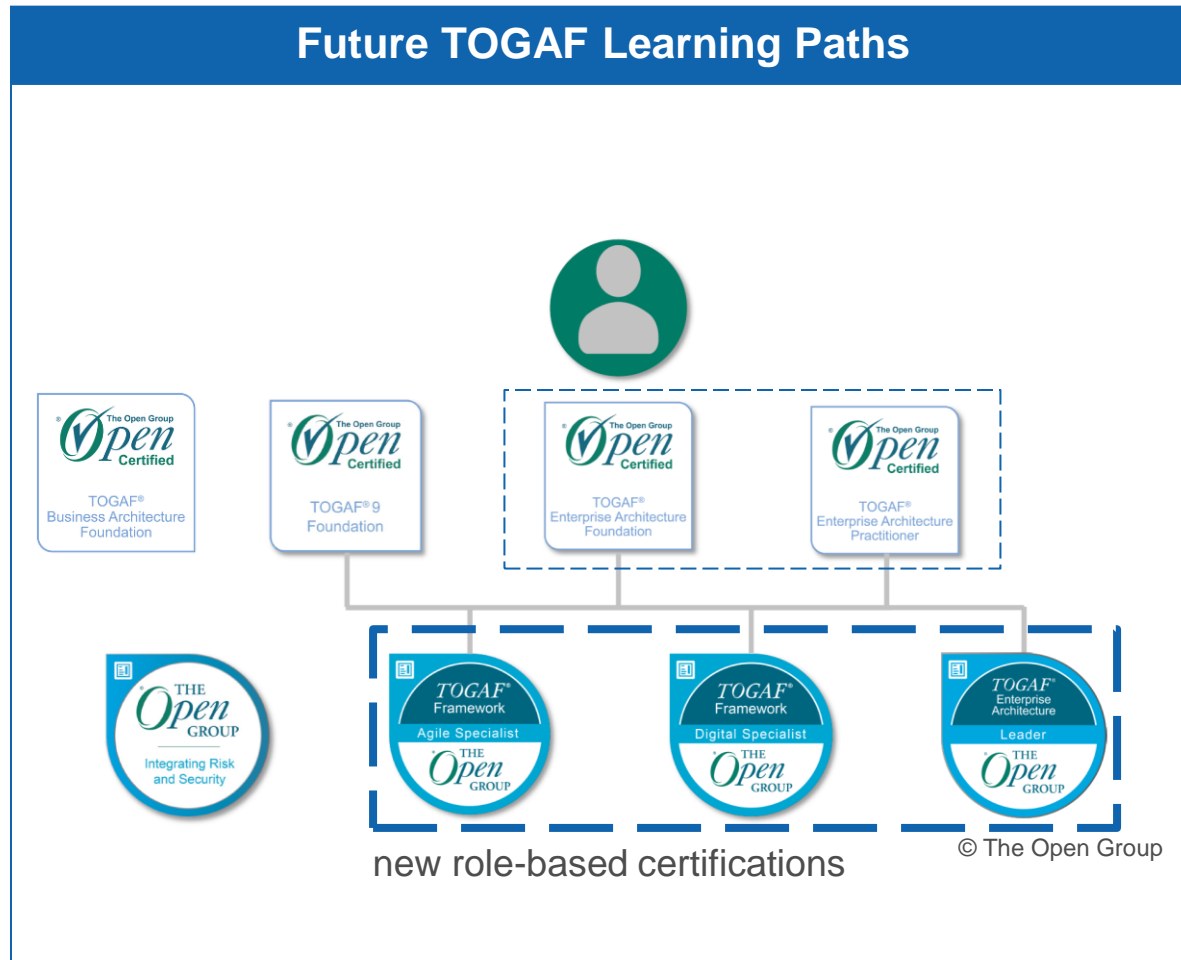 Future TOGAF Learning Paths
® The Open Group
Open
Certified
TOGAF®
Business Architecture
Foundation
® The Open Group
Open
Certified
TOGAF® 9
Foundation
® The Open Group
Open
Certified
TOGAF®
Enterprise Architecture
Foundation
® The Open Group
Open
Certified
TOGAF®
Enterprise Architecture
Practitioner
® THE
Open
GROUP
Integrating Risk
and Security
TOGAF®
Framework
Agile Specialist
® THE
Open
GROUP
TOGAF®
Framework
Digital Specialist
® THE
Open
GROUP
TOGAF®
Enterprise
Architecture
Leader
® THE
Open
GROUP
new role-based certifications
© The Open Group